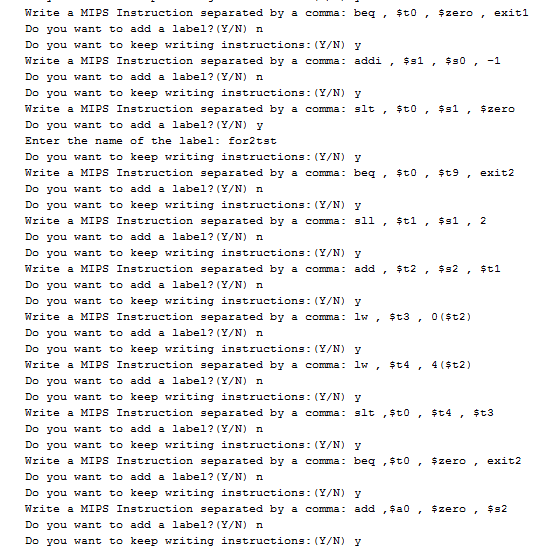 Write a MIPS Instruction separated by a comma: beq , $t0 , $zero , exit1
Do you want to add a label?(Y/N) n
Do you want to keep writing instructions:(Y/N) y
Write a MIPS Instruction separated by a comma: addi , $s1 , $s0 , -1
Do you want to add a label?(Y/N) n
Do you want to keep writing instructions:(Y/N) y
Write a MIPS Instruction separated by a comma: slt , $t0 , $s1 , $zero
Do you want to add a label?(Y/N) y
Enter the name of the label: for2tst
Do you want to keep writing instructions:(Y/N) y
Write a MIPS Instruction separated by a comma: beq , $t0 , $t9 , exit2
Do you want to add a label?(Y/N) n
Do you want to keep writing instructions:(Y/N) y
Write a MIPS Instruction separated by a comma: sll , $t1 , $s1 , 2
Do you want to add a label?(Y/N) n
Do you want to keep writing instructions:(Y/N) y
Write a MIPS Instruction separated by a comma: add , $t2 , $s2 , $t1
Do you want to add a label?(Y/N) n
Do you want to keep writing instructions:(Y/N) y
Write a MIPS Instruction separated by a comma: lw , $t3 , 0($t2)
Do you want to add a label?(Y/N) n
Do you want to keep writing instructions:(Y/N) y
Write a MIPS Instruction separated by a comma: lw , $t4 , 4($t2)
Do you want to add a label?(Y/N) n
Do you want to keep writing instructions:(Y/N) y
Write a MIPS Instruction separated by a comma: slt ,$t0 , $t4 , $t3
Do you want to add a label?(Y/N) n
Do you want to keep writing instructions:(Y/N) y
Write a MIPS Instruction separated by a comma: beq ,$t0 , $zero , exit2
Do you want to add a label?(Y/N) n
Do you want to keep writing instructions:(Y/N) y
Write a MIPS Instruction separated by a comma: add ,$a0 , $zero , $s2
Do you want to add a label?(Y/N) n
Do you want to keep writing instructions:(Y/N) y